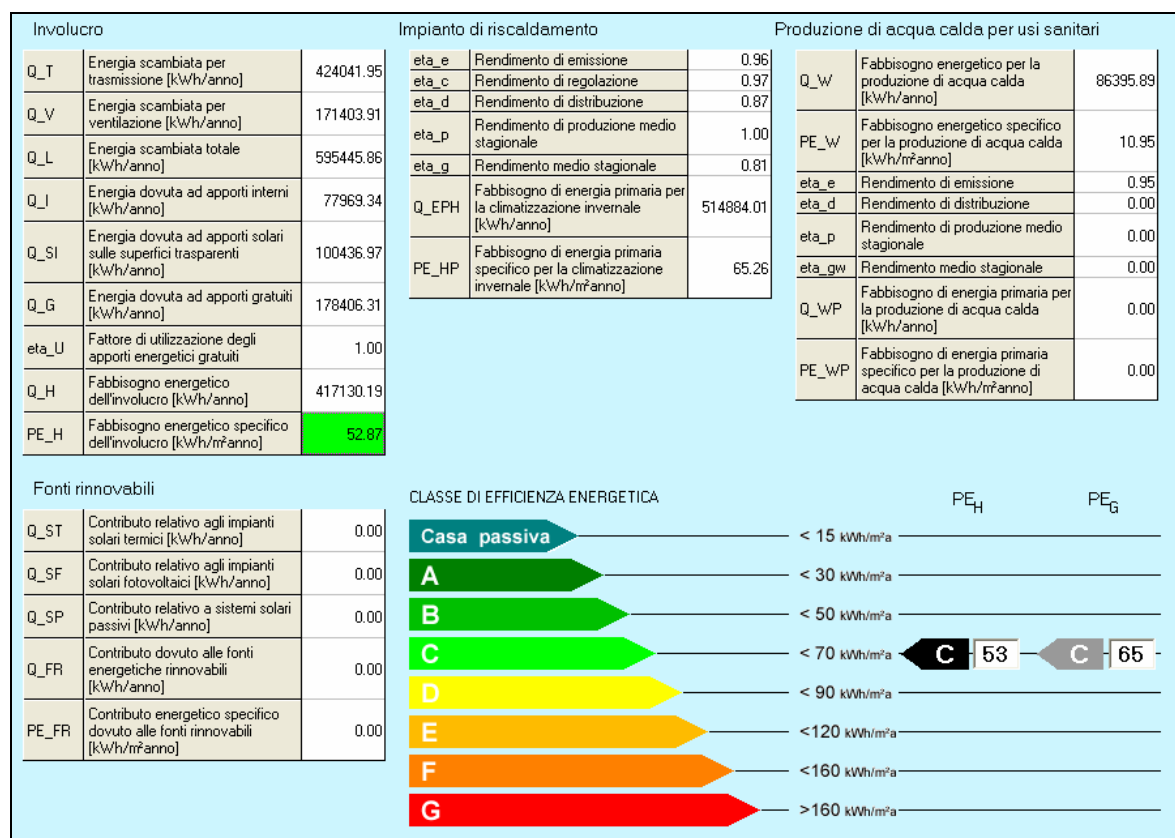 Involucro
Q_T Energia scambiata per
trasmissione [kWh/anno] 424041.95
Q_V Energia scambiata per
ventilazione [kWh/anno] 171403.91
Q_L Energia scambiata totale
[kWh/anno] 595445.86
Q_I Energia dovuta ad apporti interni
[kWh/anno] 77969.34
Q_SI Energia dovuta ad apporti solari
sulle superfici trasparenti
[kWh/anno] 100436.97
Q_G Energia dovuta ad apporti gratuiti
[kWh/anno] 178406.31
eta_U Fattore di utilizzazione degli
apporti energetici gratuiti 1.00
Q_H Fabbisogno energetico
dell'involucro [kWh/anno] 417130.19
PE_H Fabbisogno energetico specifico
dell'involucro [kWh/m²anno] 52.87
Impianto di riscaldamento
eta_e Rendimento di emissione 0.96
eta_c Rendimento di regolazione 0.97
eta_d Rendimento di distribuzione 0.87
eta_p Rendimento di produzione medio
stagionale 1.00
eta_g Rendimento medio stagionale 0.81
Q_EPH Fabbisogno di energia primaria per
la climatizzazione invernale
[kWh/anno] 514884.01
PE_HP Fabbisogno di energia primaria
specifico per la climatizzazione
invernale [kWh/m²anno] 65.26
Produzione di acqua calda per usi sanitari
Q_W Fabbisogno energetico per la
produzione di acqua calda
[kWh/anno] 86395.89
PE_W Fabbisogno energetico specifico
per la produzione di acqua calda
[kWh/m²anno] 10.95
eta_e Rendimento di emissione 0.95
eta_d Rendimento di distribuzione 0.00
eta_p Rendimento di produzione medio
stagionale 0.00
eta_gw Rendimento medio stagionale 0.00
Q_WP Fabbisogno di energia primaria per
la produzione di acqua calda
[kWh/anno] 0.00
PE_WP Fabbisogno di energia primaria
specifico per la produzione di
acqua calda [kWh/m²anno] 0.00
Fonti rinnovabili
Q_ST Contributo relativo agli impianti
solari termici [kWh/anno] 0.00
Q_SF Contributo relativo agli impianti
solari fotovoltaici [kWh/anno] 0.00
Q_SP Contributo relativo a sistemi solari
passivi [kWh/anno] 0.00
Q_FR Contributo dovuto alle fonti
energetiche rinnovabili
[kWh/anno] 0.00
PE_FR Contributo energetico specifico
dovuto alle fonti rinnovabili
[kWh/m²anno] 0.00
CLASSE DI EFFICIENZA ENERGETICA PE_H PE_G
Casa passiva < 15 kWh/m²a
A < 30 kWh/m²a
B < 50 kWh/m²a
C < 70 kWh/m²a C 53 C 65
D < 90 kWh/m²a
E <120 kWh/m²a
F <160 kWh/m²a
G >160 kWh/m²a